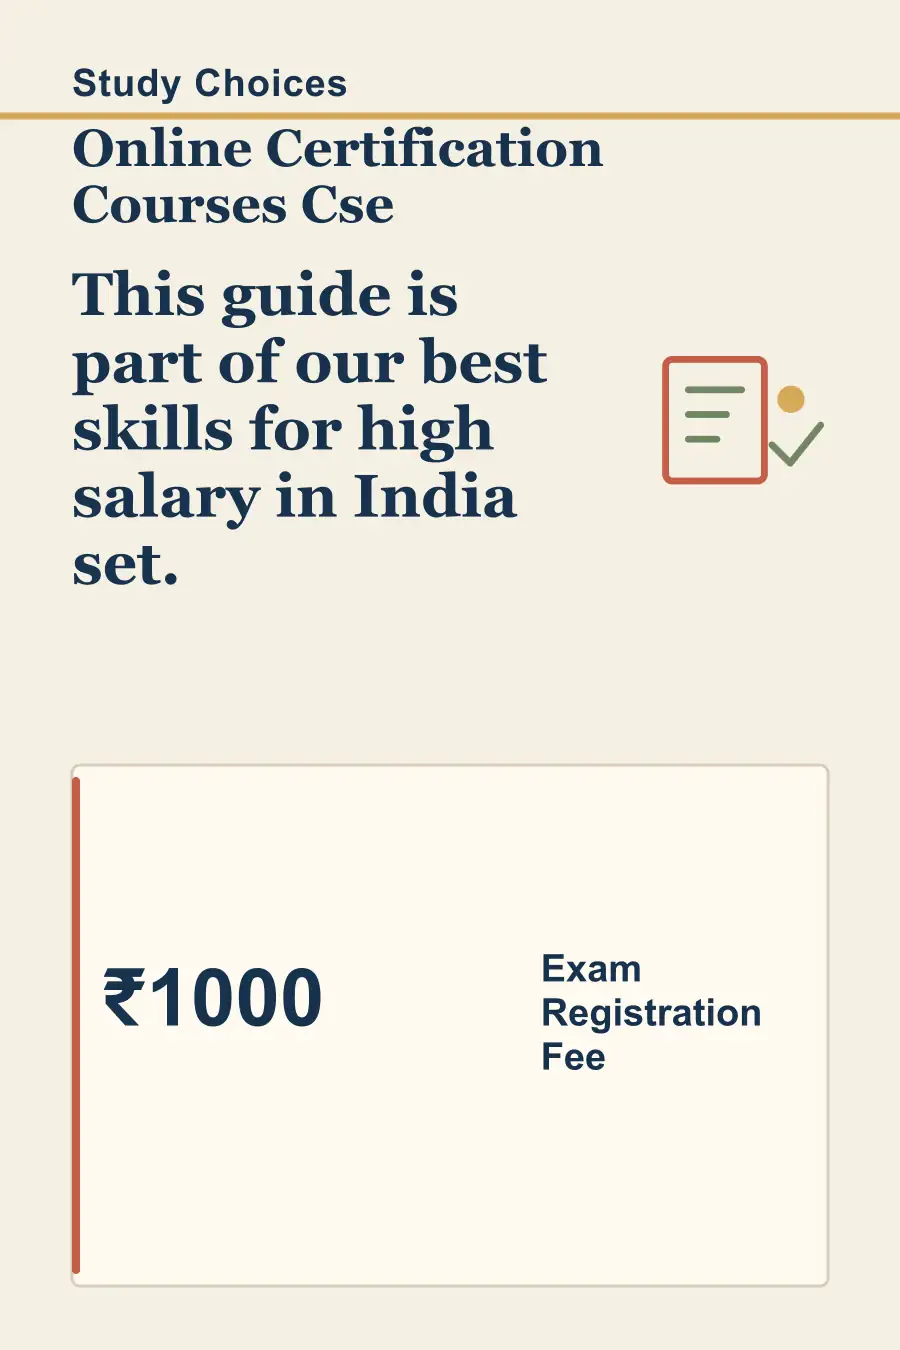 Study Choices
Online Certification
Courses Cse
This guide is
part of our best
skills for high
salary in India
set.
₹1000
Exam
Registration
Fee